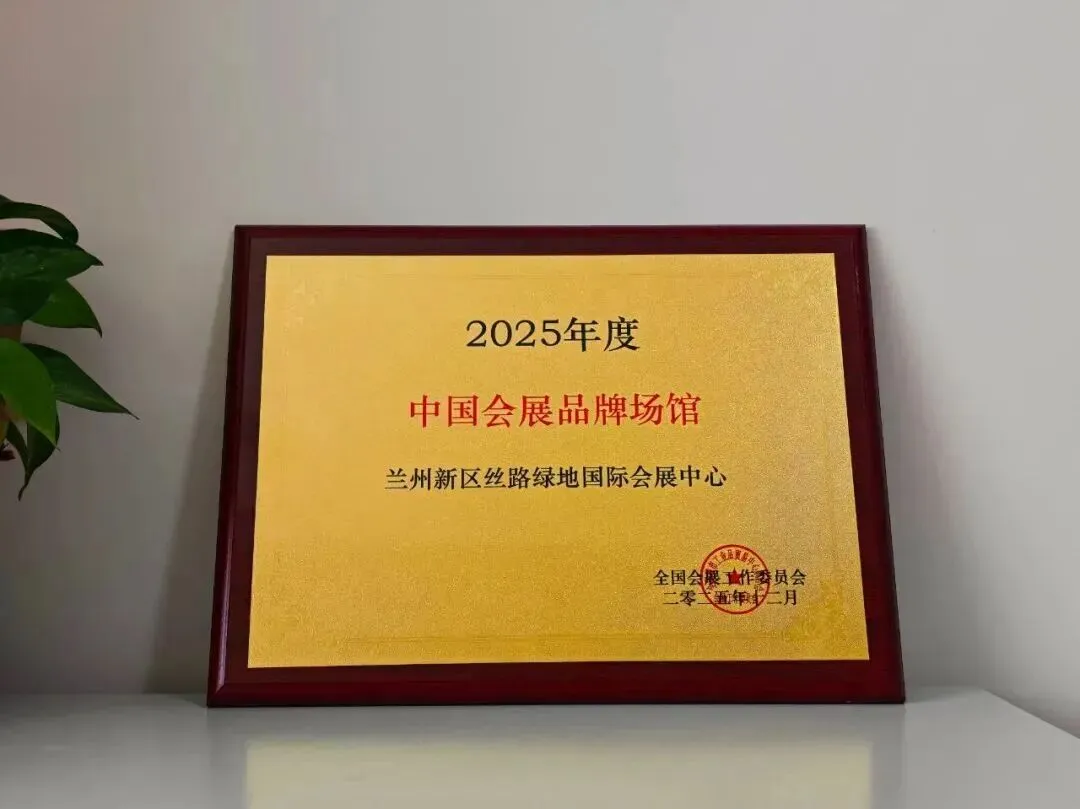 2025年度
中国会展品牌场馆
兰州新区丝路绿地国际会展中心
全国会展工作委员会
二零二五年十二月